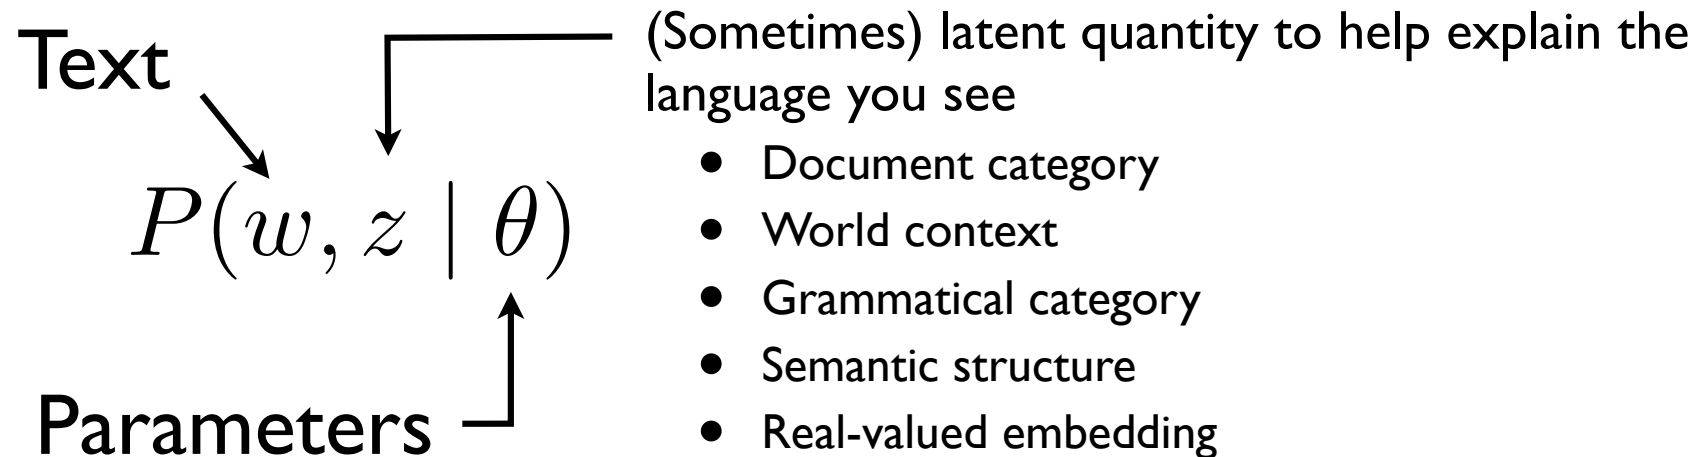 Text
(Sometimes) latent quantity to help explain the
language you see
P(w, z | θ)
• Document category
• World context
• Grammatical category
• Semantic structure
• Real-valued embedding
Parameters